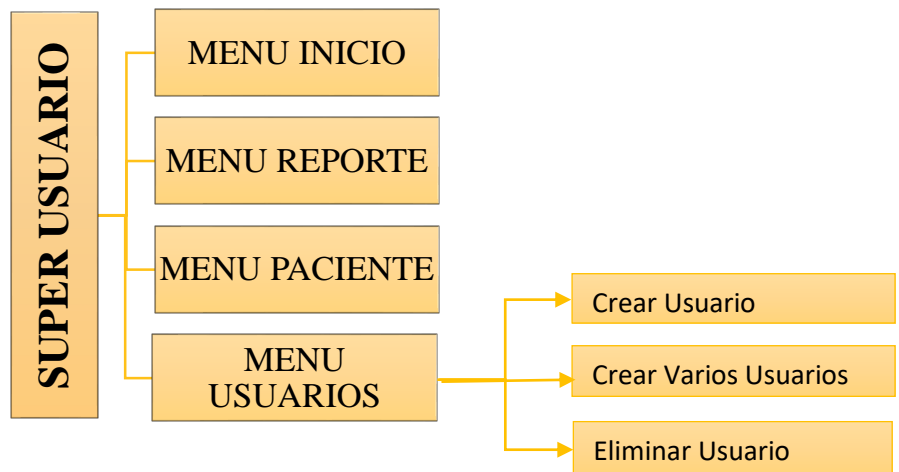 SUPER USUARIO
MENU INICIO
MENU REPORTE
MENU PACIENTE
MENU
USUARIOS
Crear Usuario
Crear Varios Usuarios
Eliminar Usuario